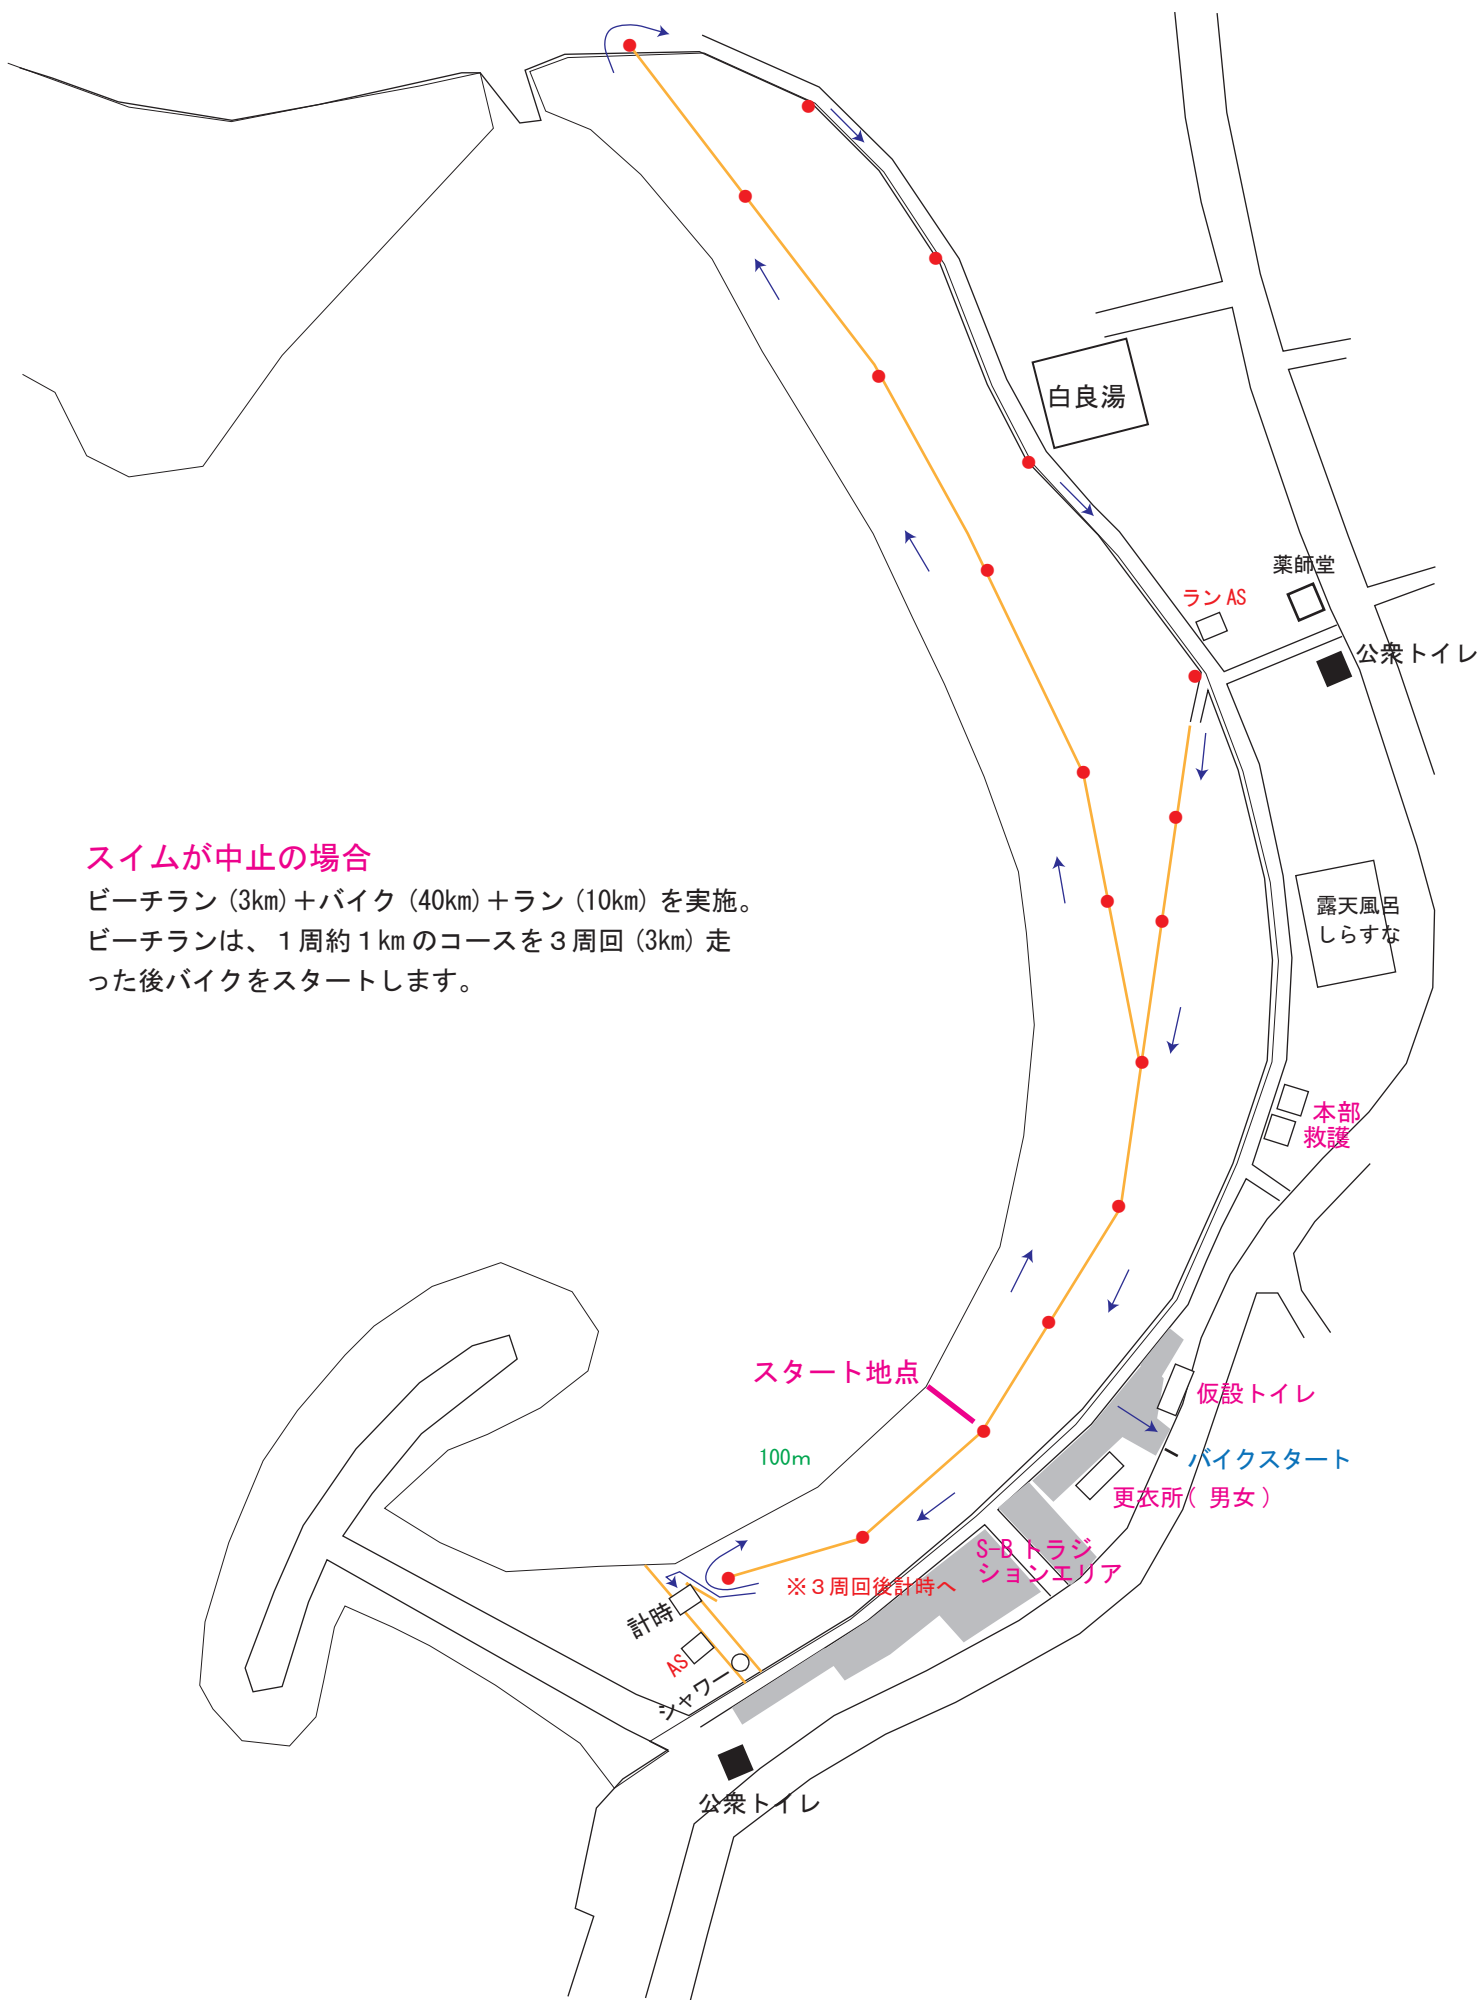 白良湯
薬師堂
ランAS
公衆トイレ
スイムが中止の場合
ビーチラン(3km)＋バイク(40km)＋ラン(10km)を実施。
ビーチランは、１周約１kmのコースを３周回(3km)走
った後バイクをスタートします。
露天風呂
しらすな
本部
救護
スタート地点
仮設トイレ
100m
バイクスタート
更衣所(男女)
S-Bトラジ
ションエリア
※３周回後計時へ
計時
AS
シャワー
公衆トイレ